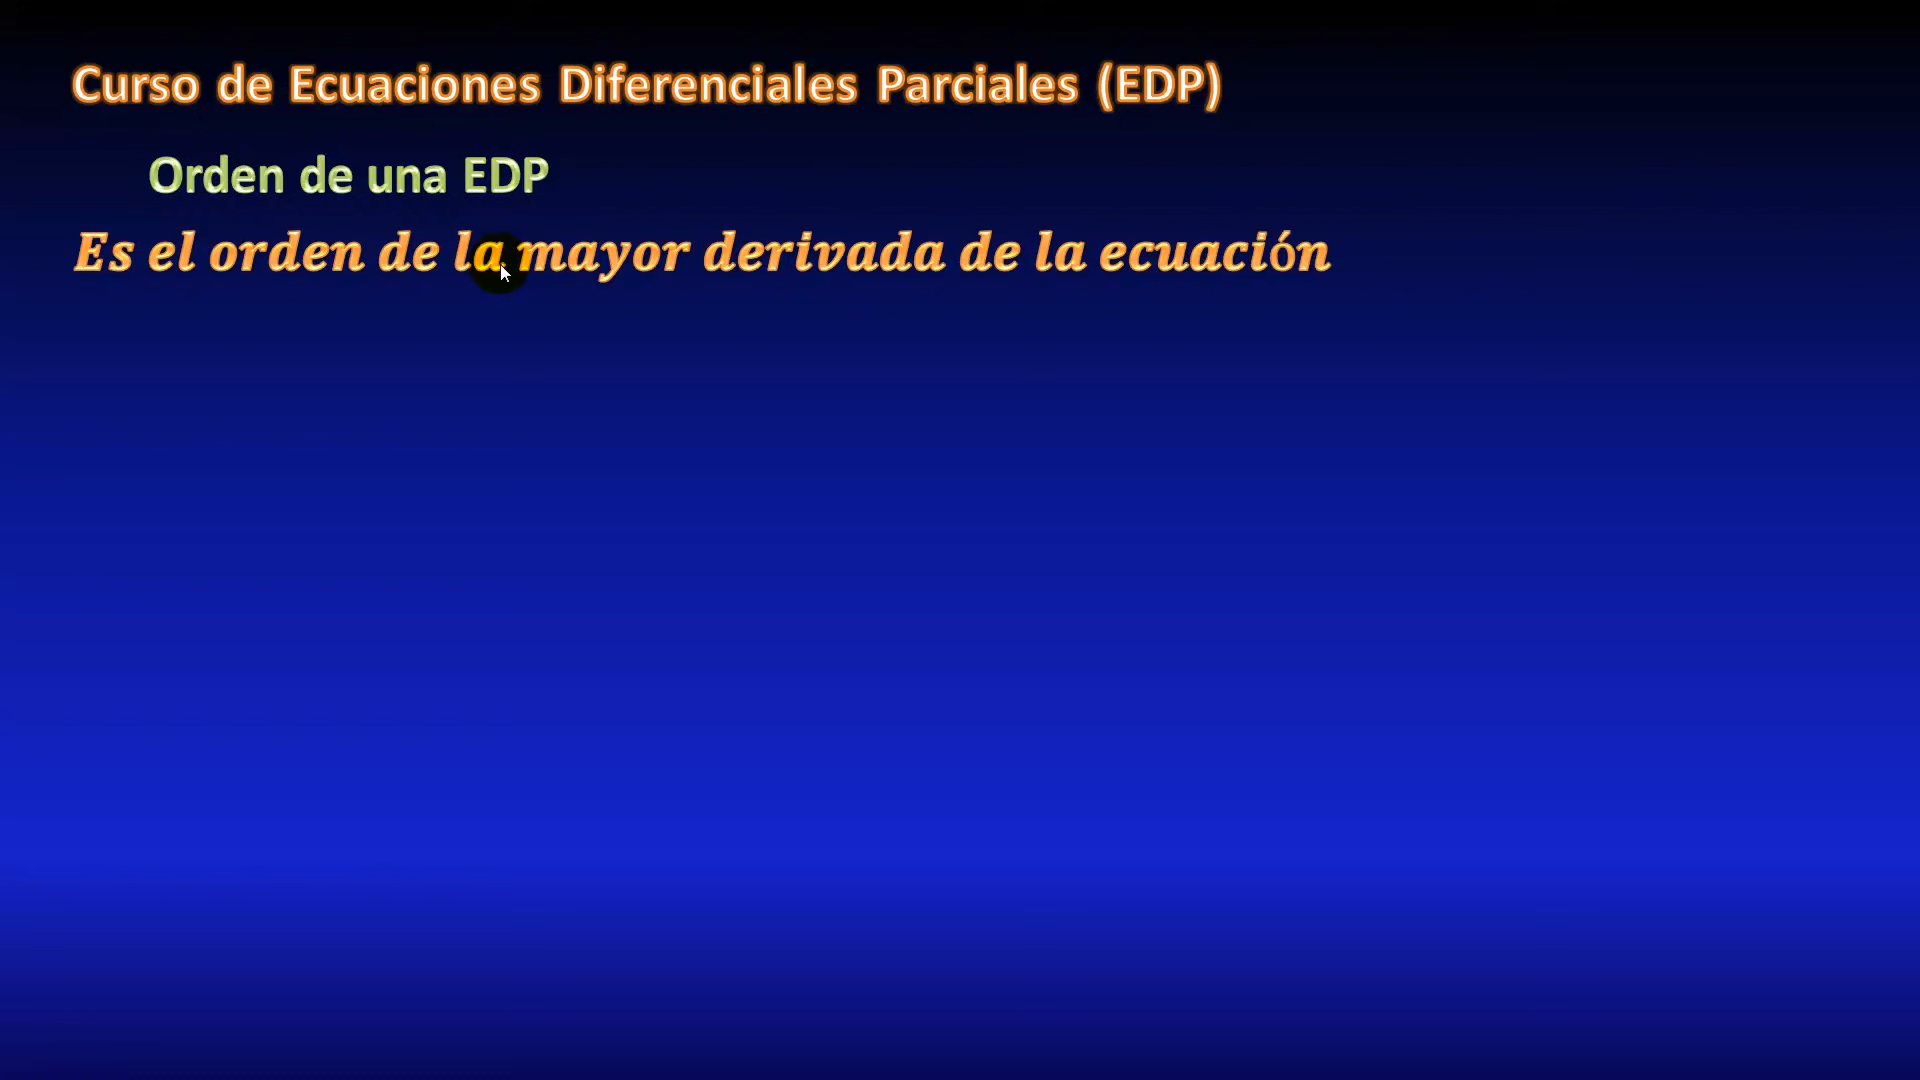 Curso de Ecuaciones Diferenciales Parciales (EDP)
Orden de una EDP
Es el orden de la mayor derivada de la ecuación